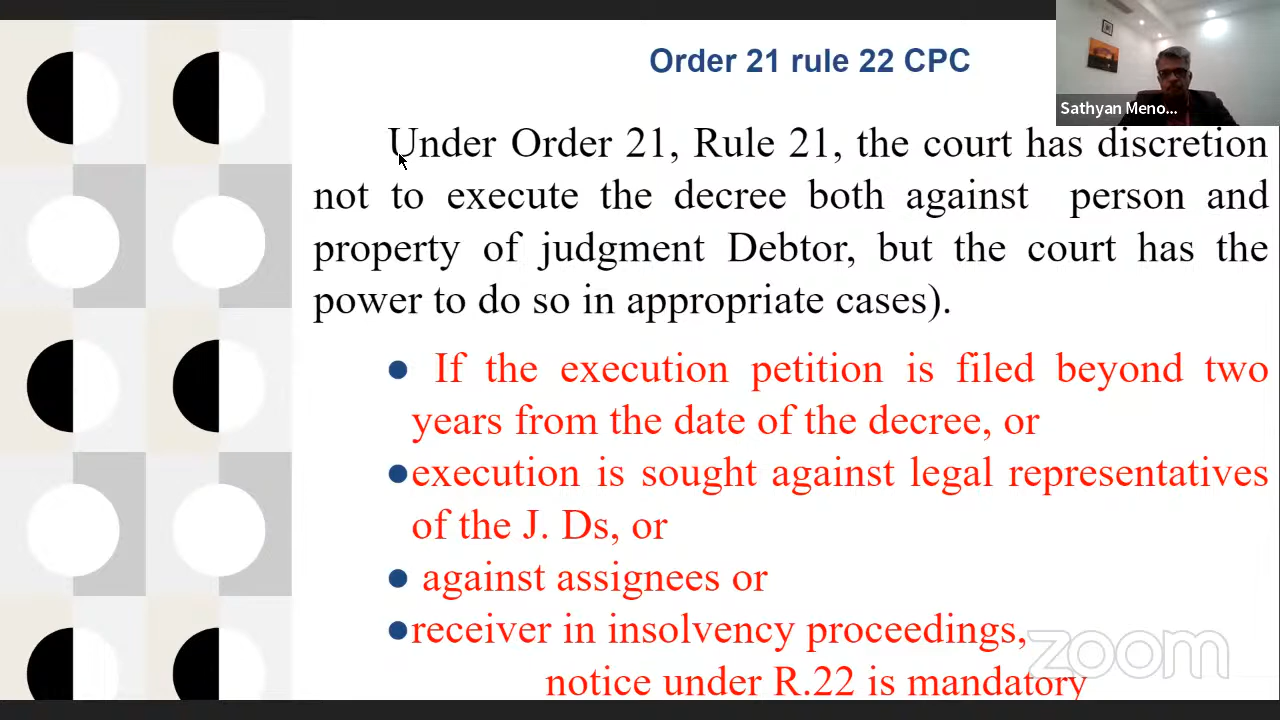 Order 21 rule 22 CPC
Sathyan Meno...
Under Order 21, Rule 21, the court has discretion
not to execute the decree both against person and
property of judgment Debtor, but the court has the
power to do so in appropriate cases).
If the execution petition is filed beyond two
years from the date of the decree, or
execution is sought against legal representatives
of the J. Ds, or
against assignees or
receiver in insolvency proceedings,
zoom
notice under R.22 is mandatory